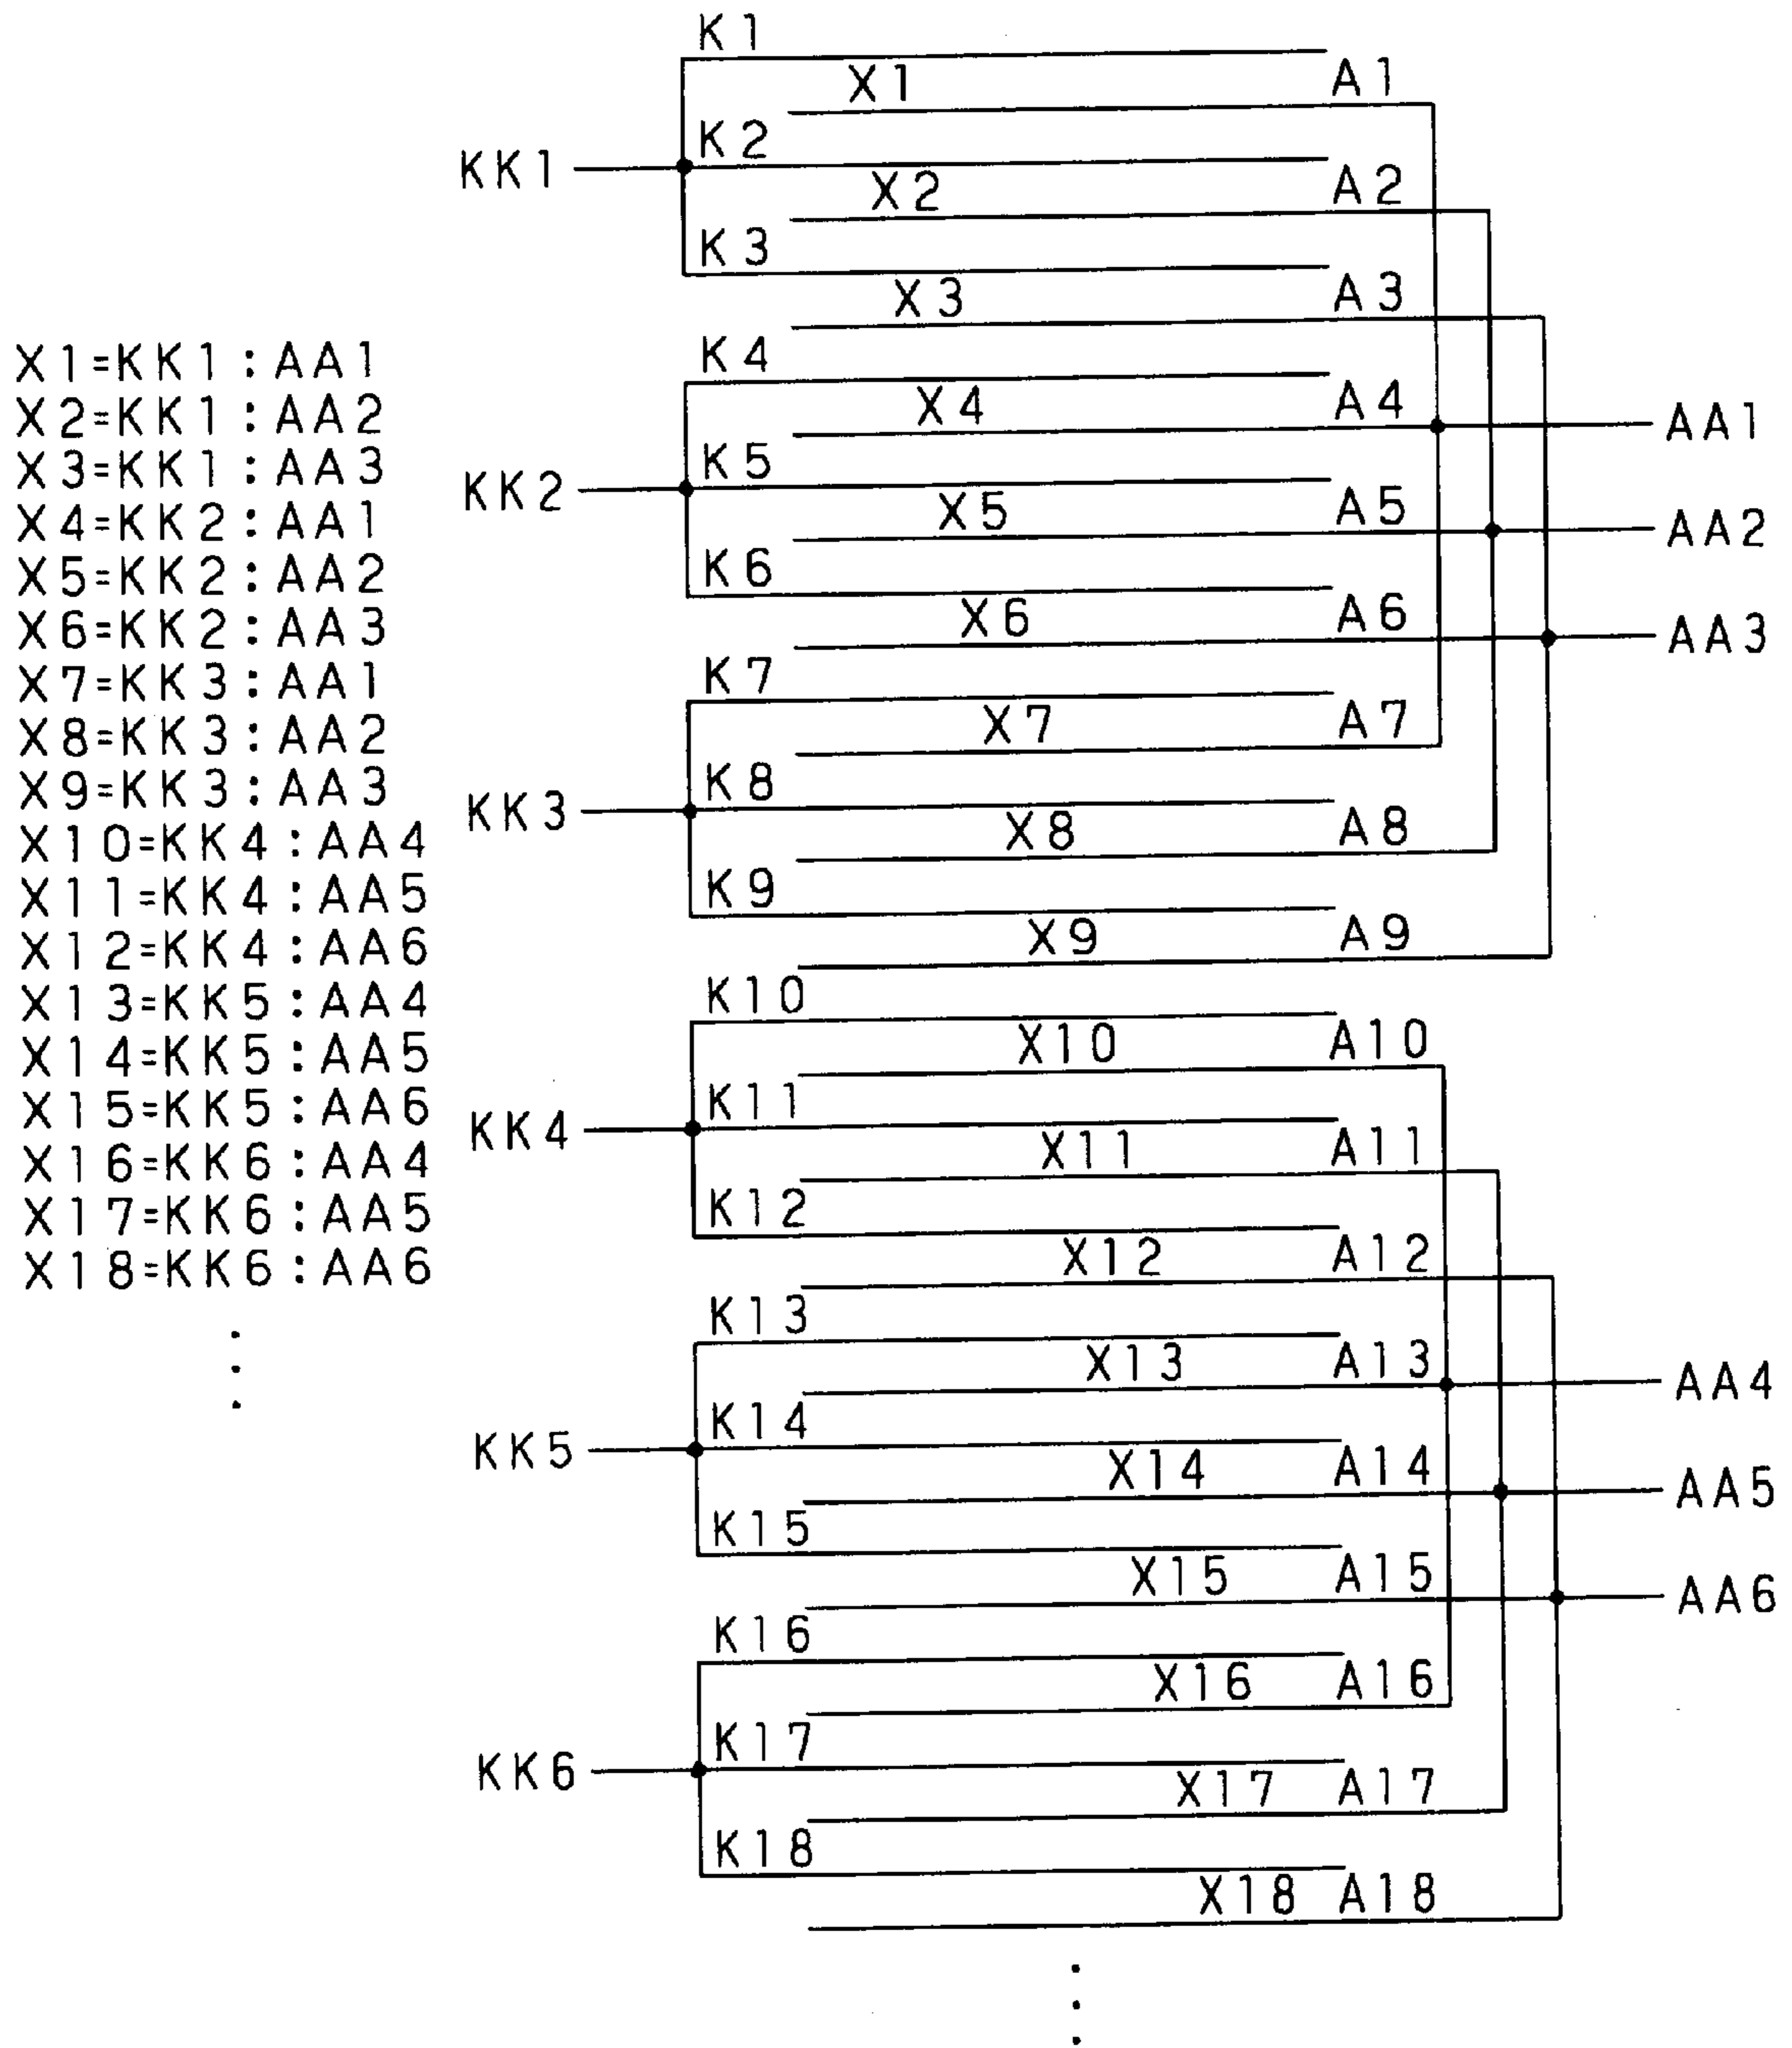 X1=KK1:AA1
X2=KK1:AA2
X3=KK1:AA3
X4=KK2:AA1
X5=KK2:AA2
X6=KK2:AA3
X7=KK3:AA1
X8=KK3:AA2
X9=KK3:AA3
X10=KK4:AA4
X11=KK4:AA5
X12=KK4:AA6
X13=KK5:AA4
X14=KK5:AA5
X15=KK5:AA6
X16=KK6:AA4
X17=KK6:AA5
X18=KK6:AA6
KK1
KK2
KK3
KK4
KK5
KK6
K1
X1 A1
K2
X2 A2
K3
X3 A3
K4
X4 A4
K5
X5 A5
K6
X6 A6
K7
X7 A7
K8
X8 A8
K9
X9 A9
K10
X10 A10
K11
X11 A11
K12
X12 A12
K13
X13 A13
K14
X14 A14
K15
X15 A15
K16
X16 A16
K17
X17 A17
K18
X18 A18
AA1
AA2
AA3
AA4
AA5
AA6